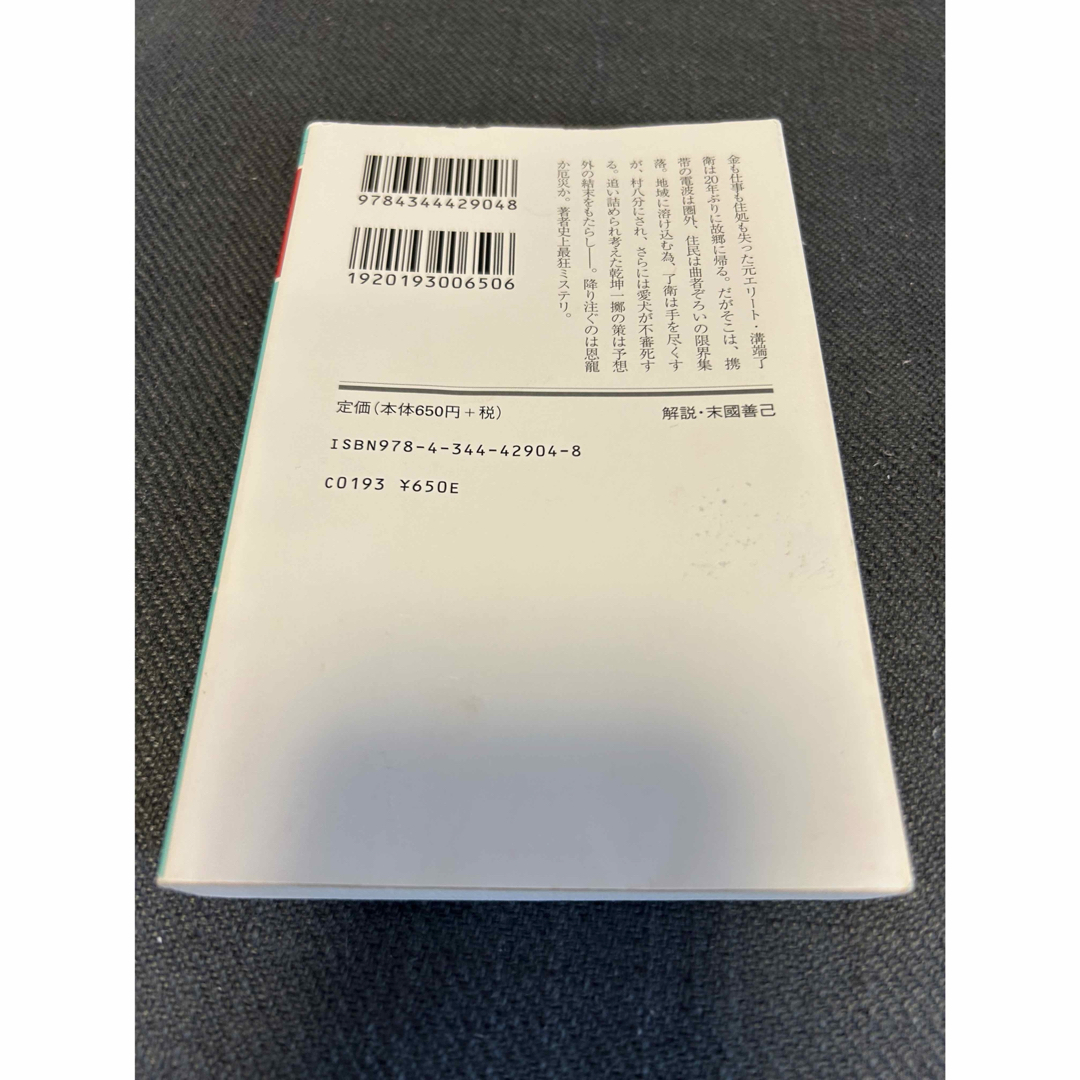 9784344429048
1920193006506
金も仕事も住処も失った元エリート・溝端了
衛は20年ぶりに故郷に帰る。だがそこは、携
帯の電波は圏外、住民は曲者ぞろいの限界集
落。地域に溶け込む為、了衛は手を尽くす
が、村八分にされ、さらには愛犬が不審死す
る。追い詰められ考えた乾坤一擲の策は予想
外の結末をもたらし――。降り注ぐのは恩寵
か厄災か。著者史上最狂ミステリ。
定価(本体650円+税)
解説・末國善己
ISBN978-4-344-42904-8
C0193 ¥650E